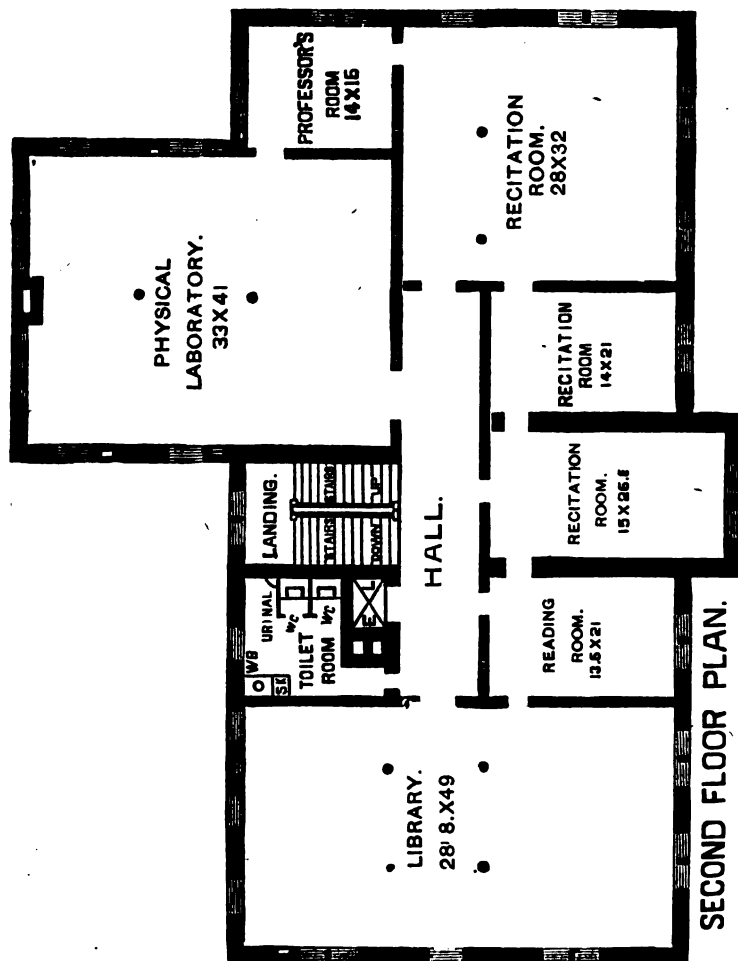 PROFESSOR'S
ROOM
14X15
PHYSICAL
LABORATORY.
33X41
RECITATION
ROOM.
28X32
RECITATION
ROOM
14X21
LANDING.
STAIRS
UP
STAIRS
DOWN
HALL.
RECITATION
ROOM.
URINAL
WC
WC
WB
SK
TOILET
ROOM
EL
READING
ROOM.
13.5X21
LIBRARY.
28'8.X49
SECOND FLOOR PLAN.